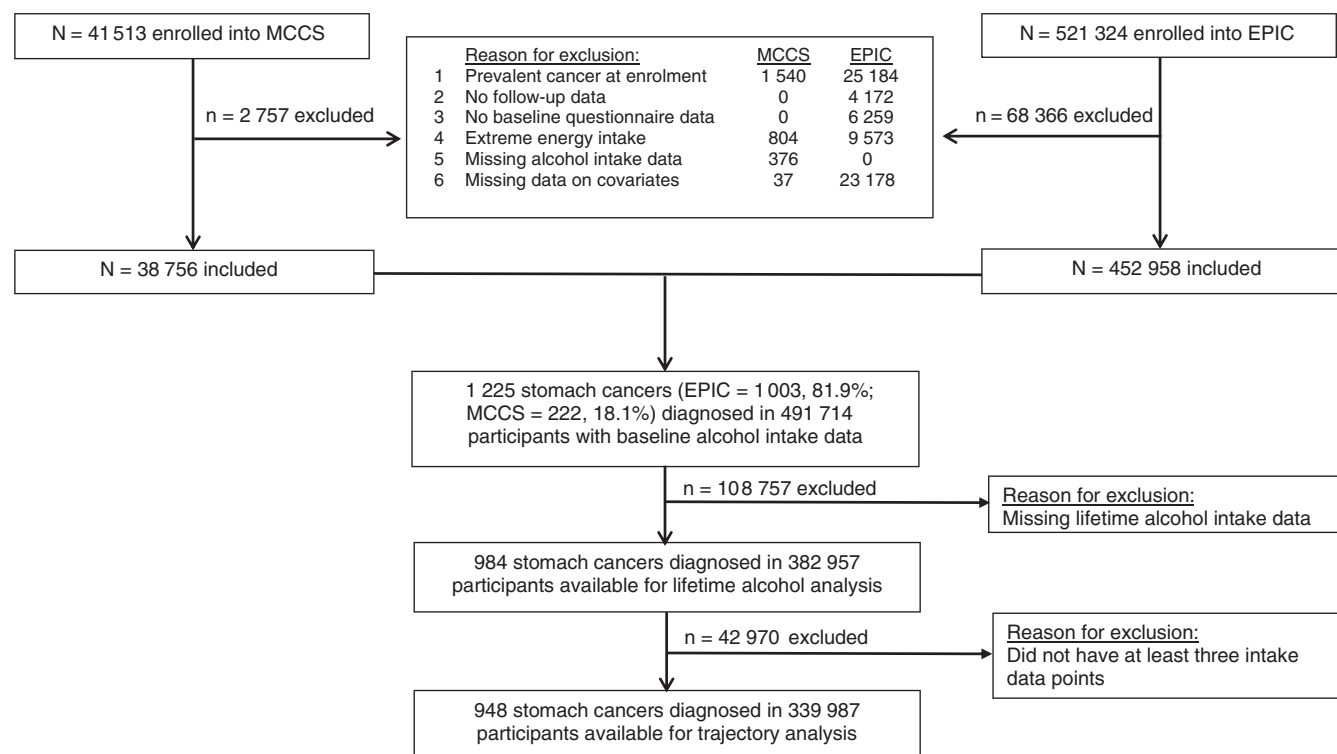 N = 41 513 enrolled into MCCS
N = 521 324 enrolled into EPIC
Reason for exclusion: MCCS EPIC
1 Prevalent cancer at enrolment 1 540 25 184
2 No follow-up data 0 4 172
3 No baseline questionnaire data 0 6 259
4 Extreme energy intake 804 9 573
5 Missing alcohol intake data 376 0
6 Missing data on covariates 37 23 178
n = 2 757 excluded
n = 68 366 excluded
N = 38 756 included
N = 452 958 included
1 225 stomach cancers (EPIC = 1 003, 81.9%;
MCCS = 222, 18.1%) diagnosed in 491 714
participants with baseline alcohol intake data
n = 108 757 excluded
Reason for exclusion:
Missing lifetime alcohol intake data
984 stomach cancers diagnosed in 382 957
participants available for lifetime alcohol analysis
n = 42 970 excluded
Reason for exclusion:
Did not have at least three intake
data points
948 stomach cancers diagnosed in 339 987
participants available for trajectory analysis